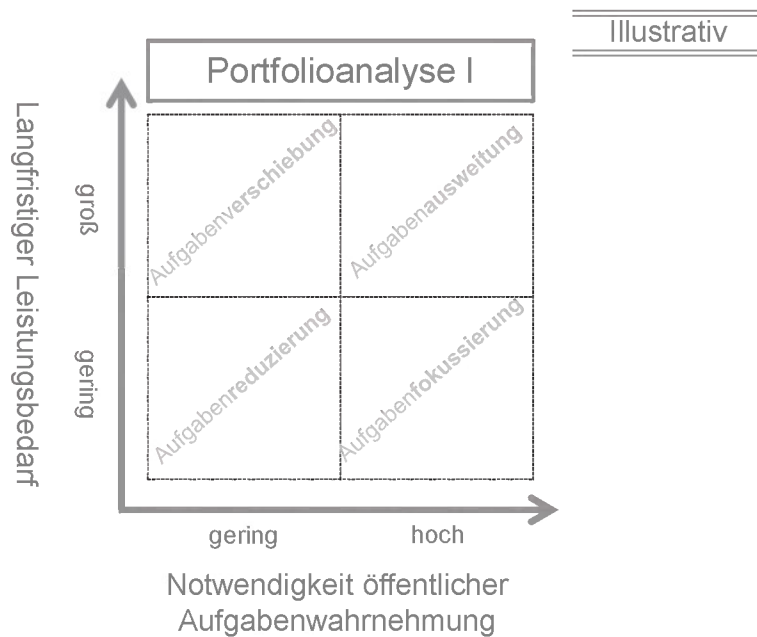 Illustrativ
Portfolioanalyse I
Langfristiger Leistungsbedarf
groß
gering
Aufgabenverschiebung
Aufgabenausweitung
Aufgabenreduzierung
Aufgabenfokussierung
gering
hoch
Notwendigkeit öffentlicher
Aufgabenwahrnehmung